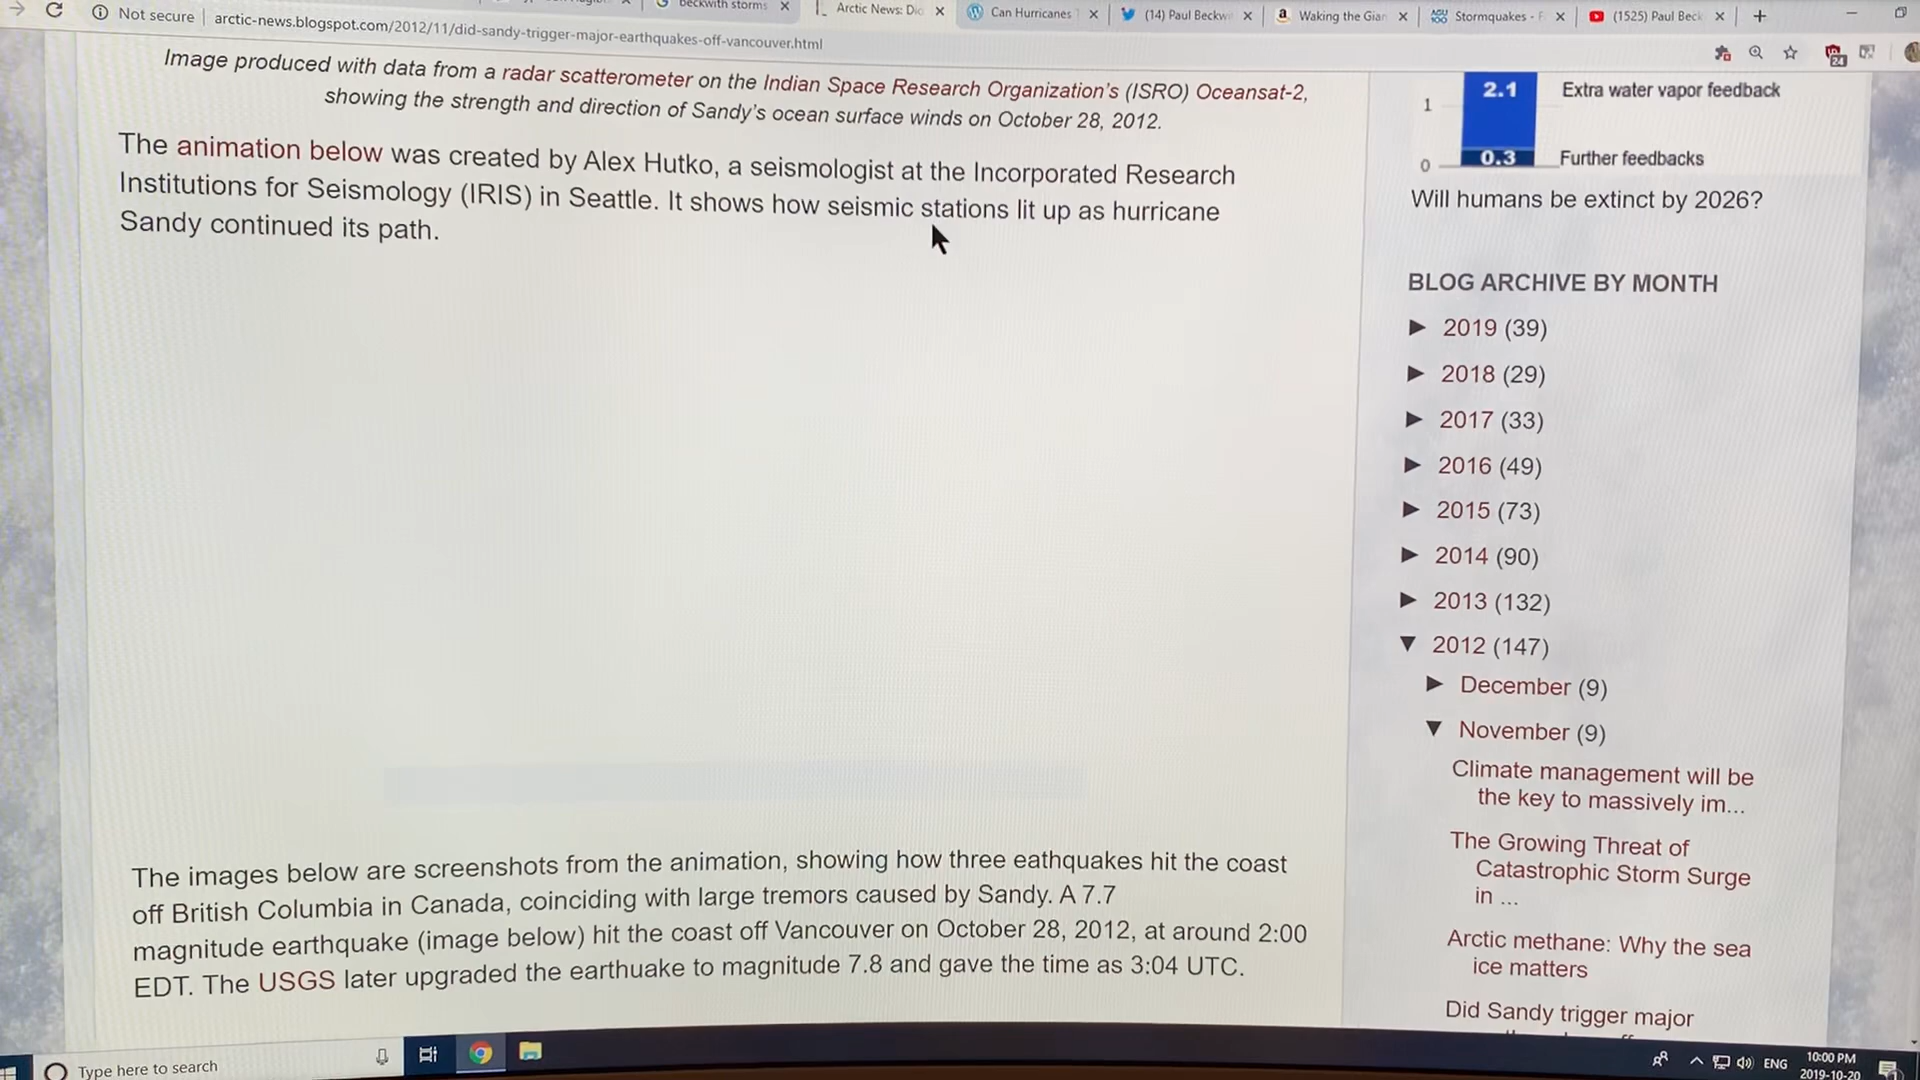 beckwith storms
Arctic News: Di
Can Hurricanes
(14) Paul Beckw
Waking the Gian
Stormquakes - F
(1525) Paul Beck
Not secure
arctic-news.blogspot.com/2012/11/did-sandy-trigger-major-earthquakes-off-vancouver.html
24
Image produced with data from a radar scatterometer on the Indian Space Research Organization's (ISRO) Oceansat-2,
showing the strength and direction of Sandy's ocean surface winds on October 28, 2012.
The animation below was created by Alex Hutko, a seismologist at the Incorporated Research
Institutions for Seismology (IRIS) in Seattle. It shows how seismic stations lit up as hurricane
Sandy continued its path.
The images below are screenshots from the animation, showing how three eathquakes hit the coast
off British Columbia in Canada, coinciding with large tremors caused by Sandy. A 7.7
magnitude earthquake (image below) hit the coast off Vancouver on October 28, 2012, at around 2:00
EDT. The USGS later upgraded the earthuake to magnitude 7.8 and gave the time as 3:04 UTC.
1
2.1
Extra water vapor feedback
0
0.3
Further feedbacks
Will humans be extinct by 2026?
BLOG ARCHIVE BY MONTH
► 2019 (39)
► 2018 (29)
► 2017 (33)
► 2016 (49)
► 2015 (73)
► 2014 (90)
► 2013 (132)
▼ 2012 (147)
► December (9)
▼ November (9)
Climate management will be
the key to massively im...
The Growing Threat of
Catastrophic Storm Surge
in ...
Arctic methane: Why the sea
ice matters
Did Sandy trigger major
Type here to search
ENG
10:00 PM
2019-10-20